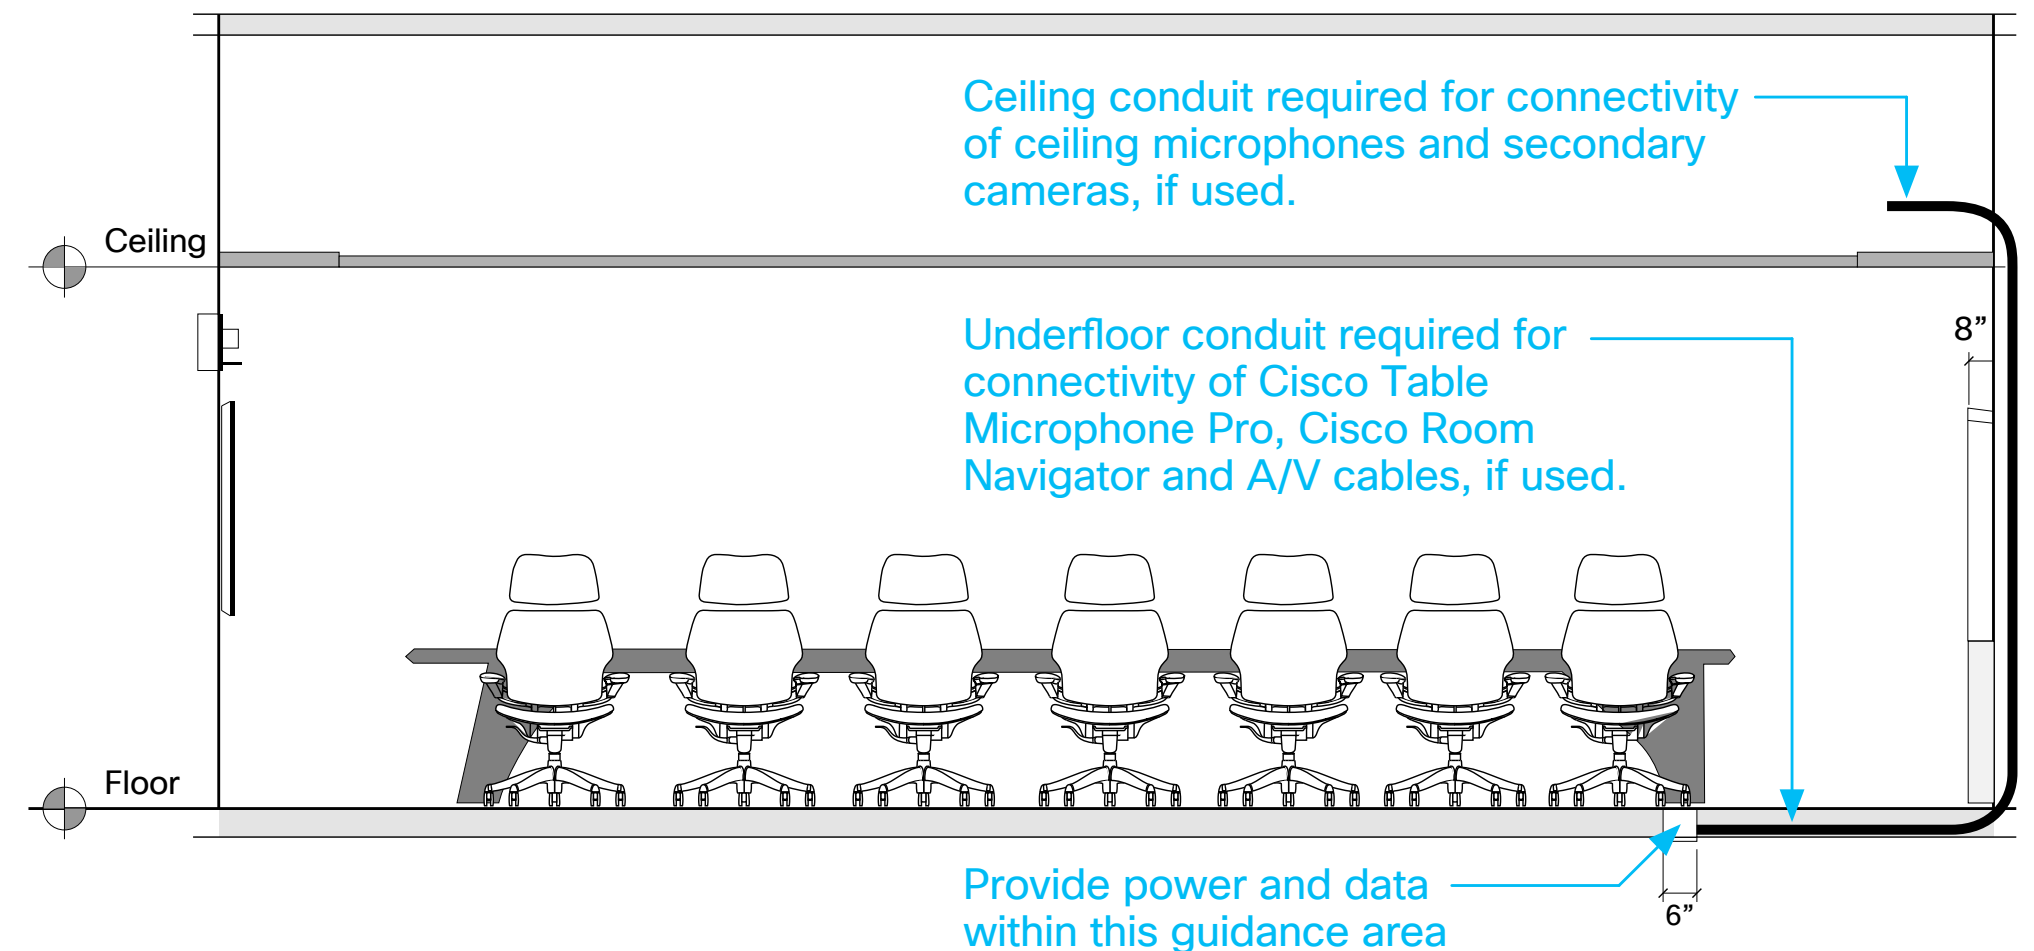 Ceiling conduit required for connectivity
of ceiling microphones and secondary
cameras, if used.
Ceiling
Underfloor conduit required for
connectivity of Cisco Table
Microphone Pro, Cisco Room
Navigator and A/V cables, if used.
8”
Floor
Provide power and data
within this guidance area
6”